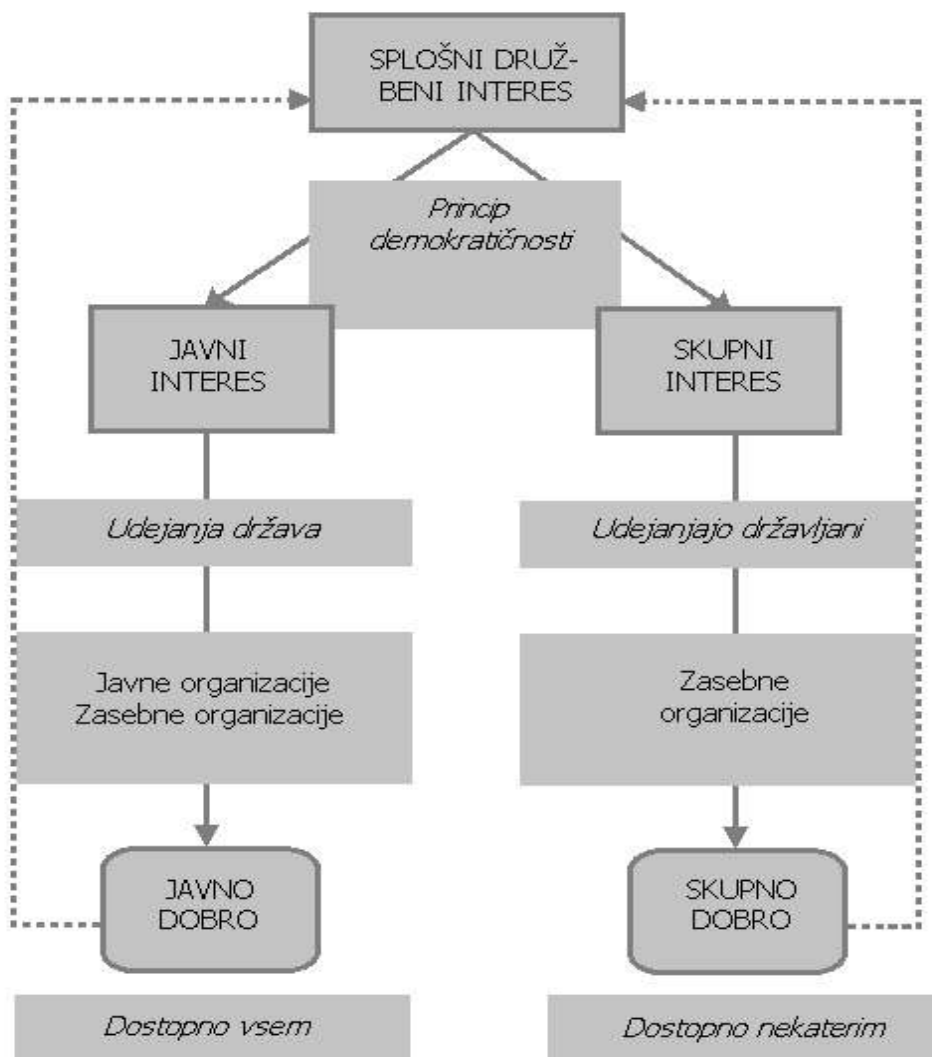 SPLOŠNI DRUŽ-
BENI INTERES
Princip
demokratičnosti
JAVNI
INTERES
SKUPNI
INTERES
Udejanja država
Udejanjajo državljani
Javne organizacije
Zasebne organizacije
Zasebne
organizacije
JAVNO
DOBRO
SKUPNO
DOBRO
Dostopno vsem
Dostopno nekaterim